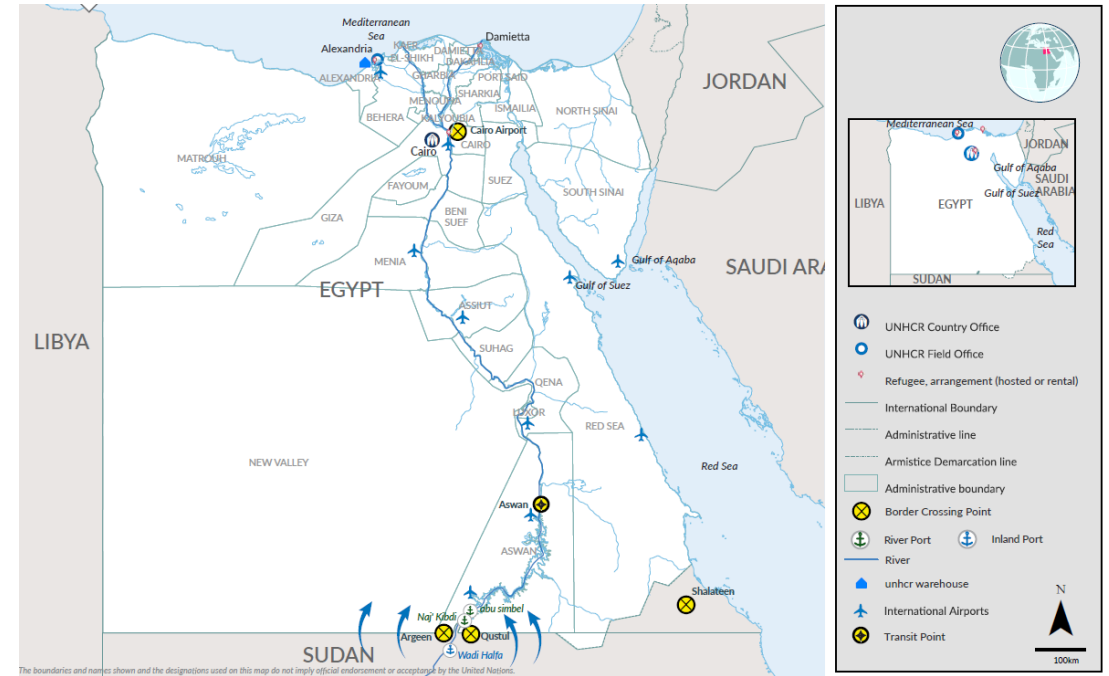 Mediterranean
Sea
Alexandria
Damietta
KAFR
EL-SHIKH
DAMIETTA
DAKAHLIA
ALEXANDRIA
GHARBIA
PORT SAID
SHARKIA
MENOUFIA
ISMAILIA
NORTH SINAI
BEHERA
KALYOUBIA
Cairo Airport
Cairo
CAIRO
MATROUH
JORDAN
FAYOUM
SUEZ
SOUTH SINAI
GIZA
BENI
SUEF
MENIA
Gulf of Aqaba
SAUDI ARA
Gulf of Suez
EGYPT
ASSIUT
LIBYA
SUHAG
QENA
LUXOR
RED SEA
NEW VALLEY
Red Sea
Aswan
ASWAN
Shalateen
abu simbel
Naj' Kibdi
Argeen
Qustul
SUDAN
Wadi Halfa
The boundaries and names shown and the designations used on this map do not imply official endorsement or acceptance by the United Nations.
Mediterranean Sea
JORDAN
Gulf of Aqaba
SAUDI
ARABIA
Gulf of Suez
LIBYA
EGYPT
Red
Sea
SUDAN
UNHCR Country Office
UNHCR Field Office
Refugee, arrangement (hosted or rental)
International Boundary
Administrative line
Armistice Demarcation line
Administrative boundary
Border Crossing Point
River Port
Inland Port
River
unhcr warehouse
International Airports
Transit Point
N
100km